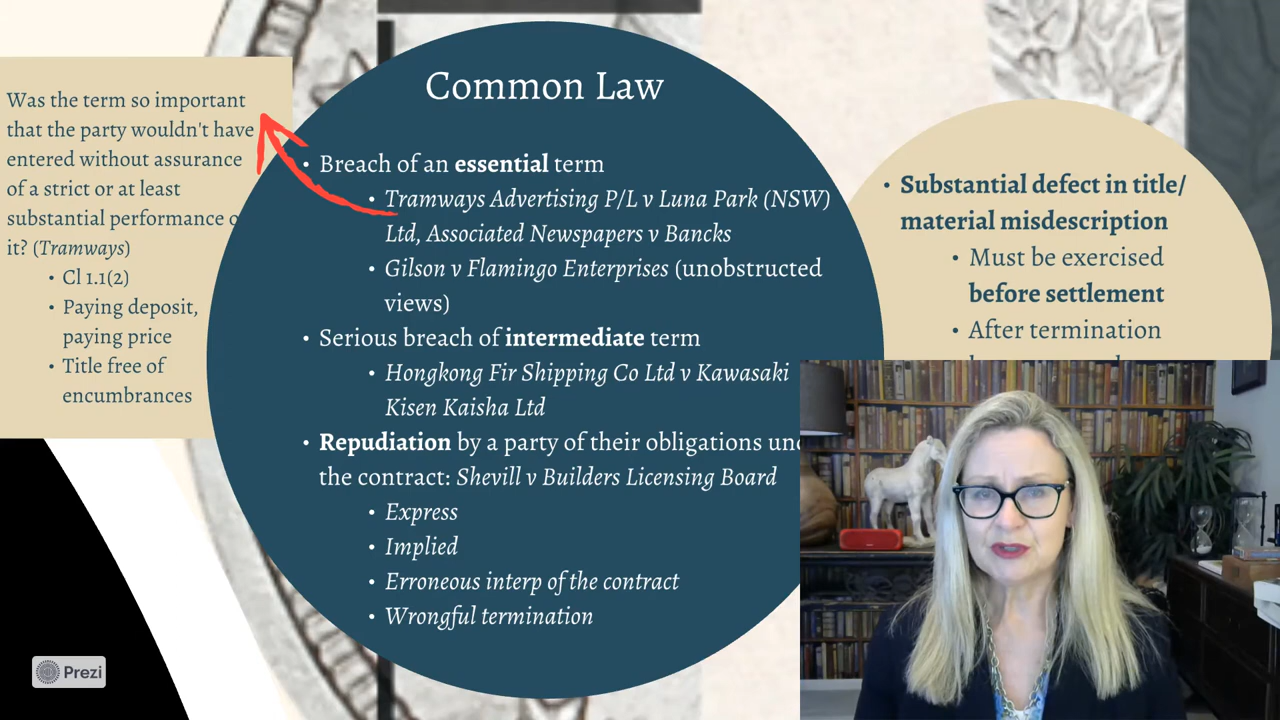 Was the term so important
that the party wouldn't have
entered without assurance
of a strict or at least
substantial performance
it? (Tramways)
• Cl 1.1(2)
• Paying deposit,
paying price
• Title free of
encumbrances
Common Law
• Breach of an essential term
• Tramways Advertising P/L v Luna Park (NSW)
Ltd, Associated Newspapers v Bancks
• Gilson v Flamingo Enterprises (unobstructed
views)
• Serious breach of intermediate term
• Hongkong Fir Shipping Co Ltd v Kawasaki
Kisen Kaisha Ltd
• Repudiation by a party of their obligations
the contract: Shevill v Builders Licensing Board
• Express
• Implied
• Erroneous interp of the contract
• Wrongful termination
• Substantial defect in title/
material misdescription
• Must be exercised
before settlement
• After termination
Prezi